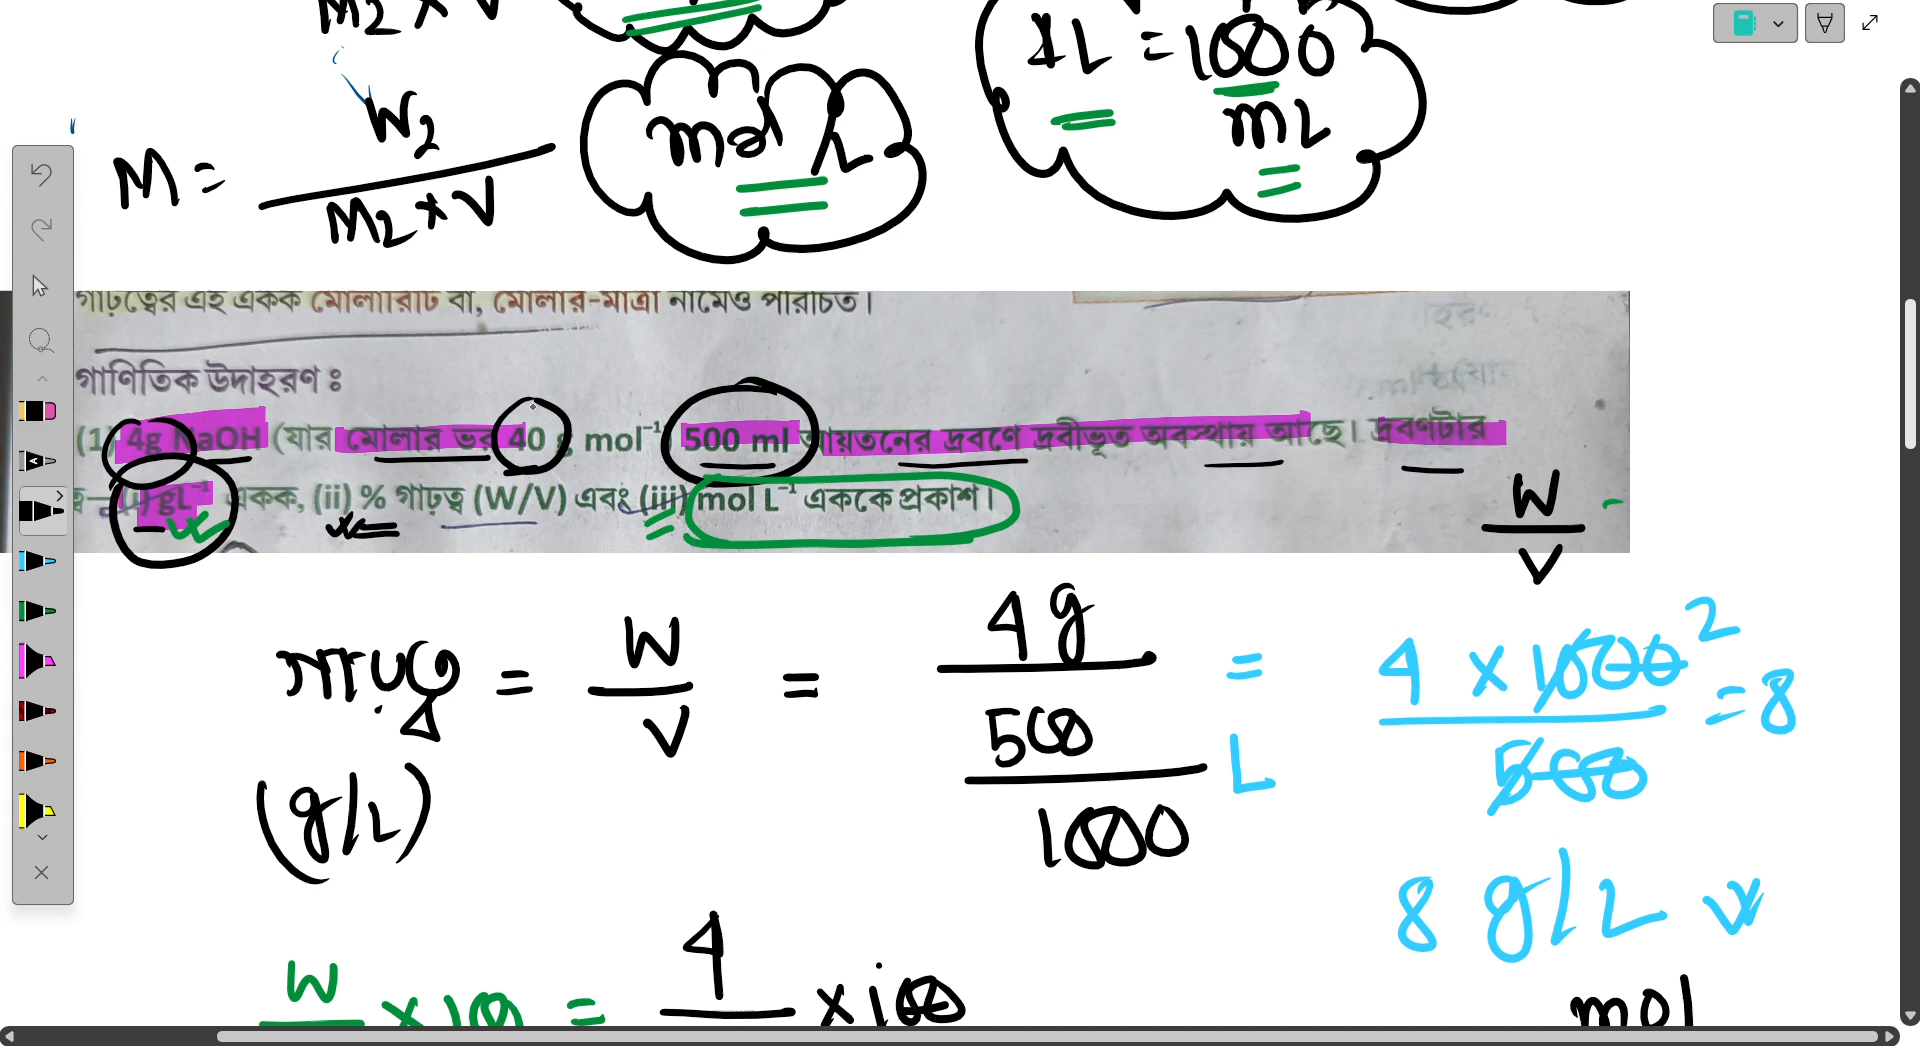 M₂ × V
1L = 1000
mL
M = W₂ / M₂ × V
mol/L
গাঢ়ত্বের এই একক মোলারিটি বা, মোলার-মাত্রা নামেও পরিচিত।
গাণিতিক উদাহরণ ঃ
(1) 4g NaOH (যার মোলার ভর 40 g mol⁻¹ 500 ml আয়তনের দ্রবণে দ্রবীভূত অবস্থায় আছে। দ্রবণটার
(i) gL⁻¹ একক, (ii) % গাঢ়ত্ব (W/V) এবং (iii) mol L⁻¹ এককে প্রকাশ।
W / V
= W / V = 4g / 500 / 1000 L = 4 × 1000 2 / 500 = 8
(g/L)
8 g/L
W × 100 = 4 × 100
mol